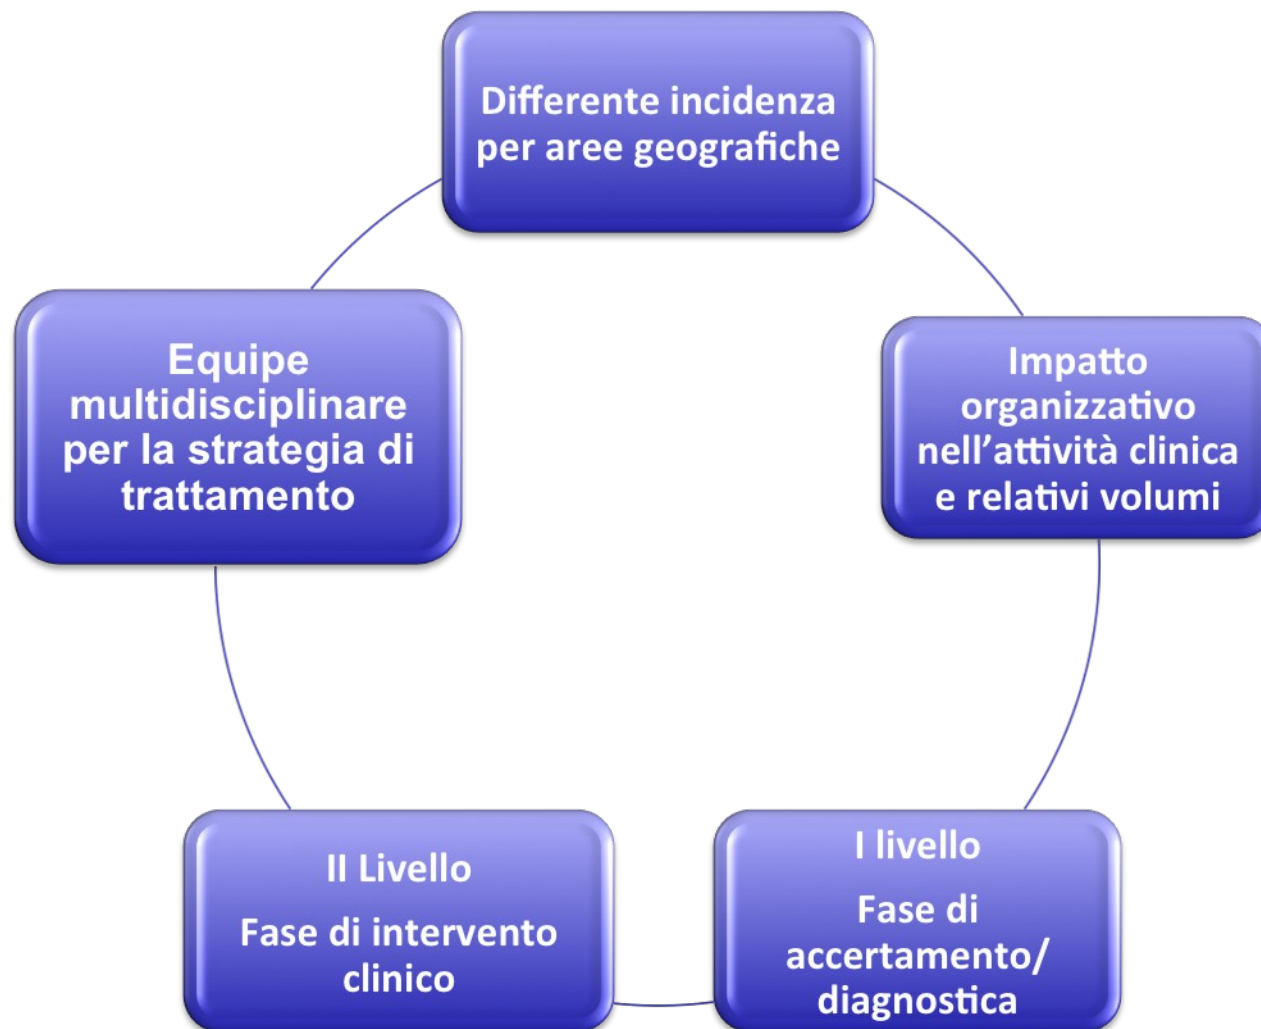 Differente incidenza
per aree geografiche
Impatto
organizzativo
nell’attività clinica
e relativi volumi
I livello
Fase di
accertamento/
diagnostica
II Livello
Fase di intervento
clinico
Equipe
multidisciplinare
per la strategia di
trattamento